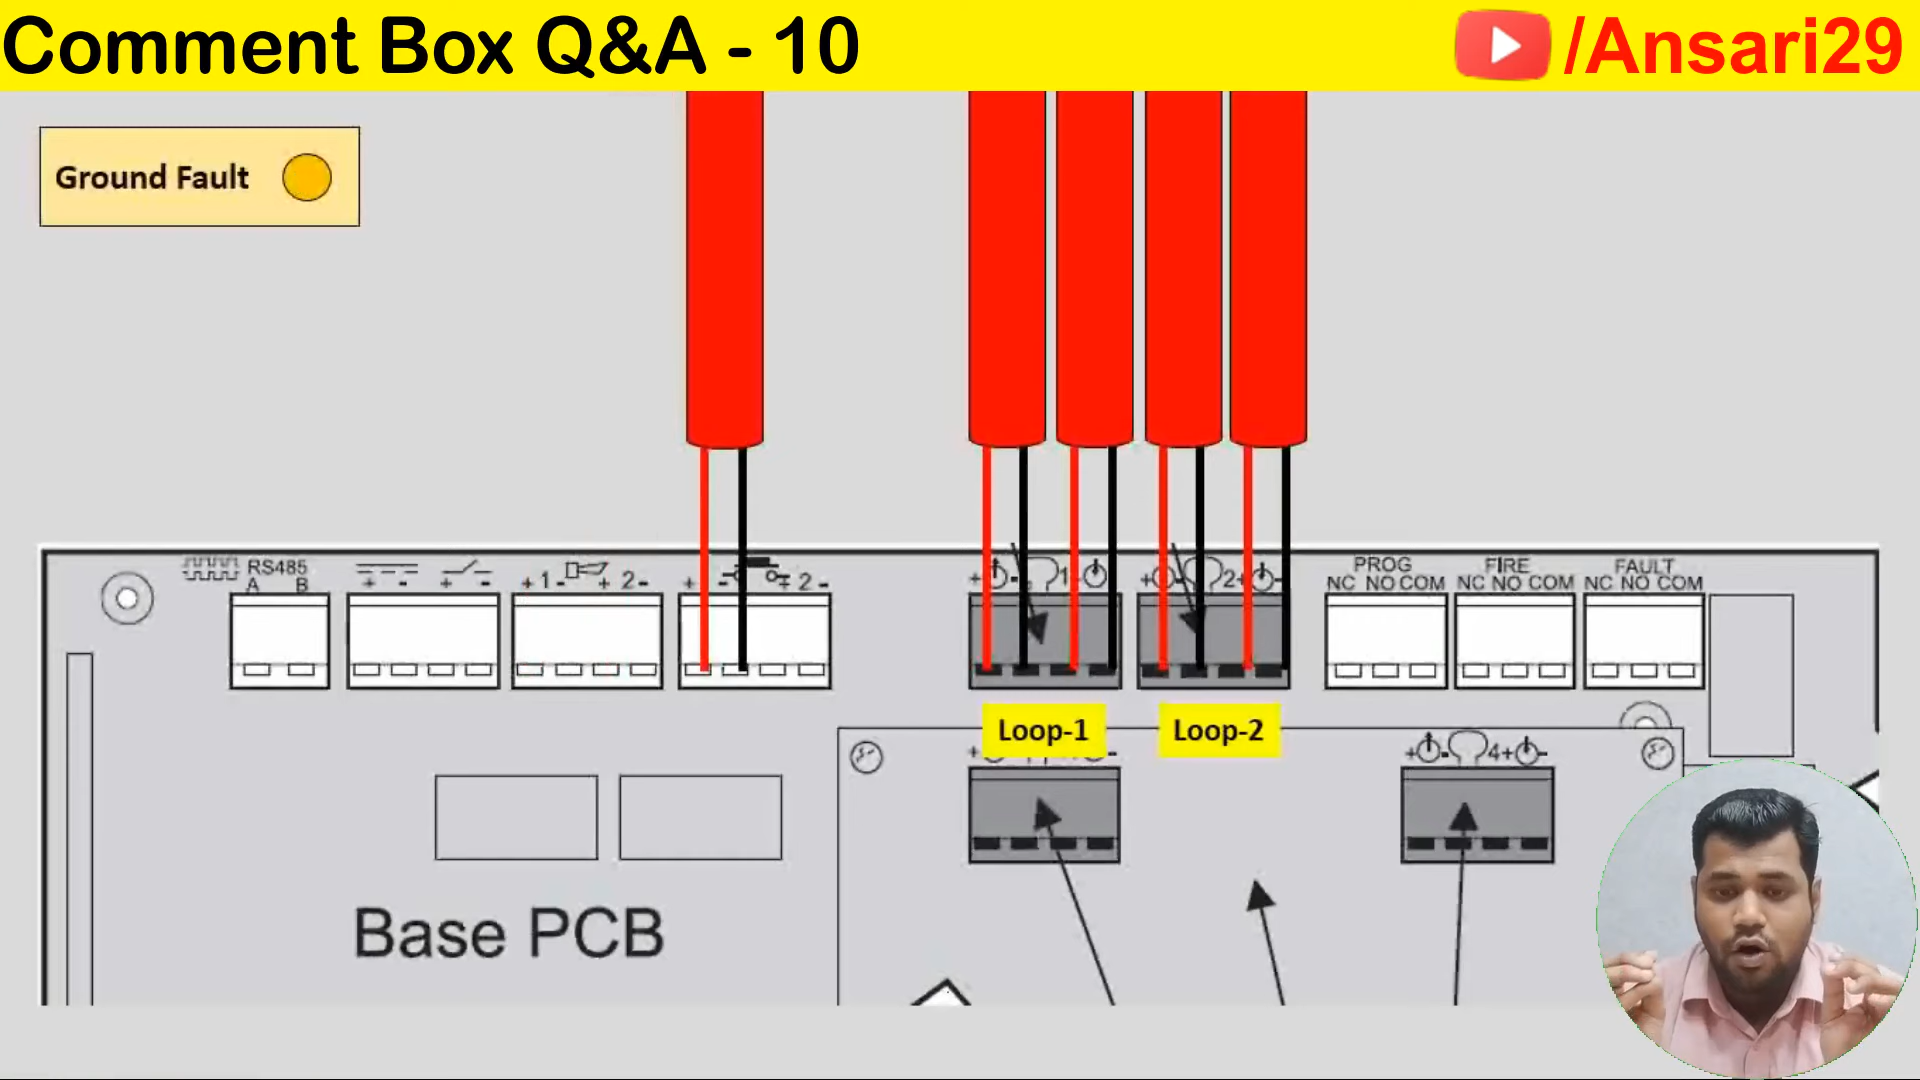 Comment Box Q&A - 10
/Ansari29
Ground Fault
RS485
A B
+ -
+ -
+ 1 - + 2 -
+ - + 2 -
+ - 1 -
+ - 2+ -
PROG
NC NO COM
FIRE
NC NO COM
FAULT
NC NO COM
Loop-1
Loop-2
+ -
+ - 4+ -
Base PCB